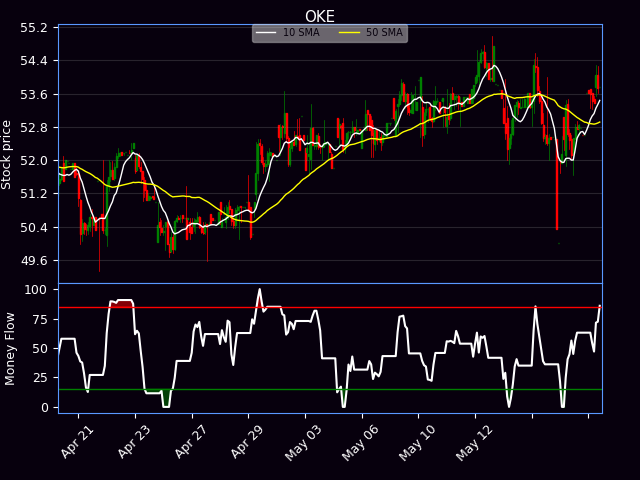 OKE
10 SMA 50 SMA
55.2
54.4
53.6
52.8
52.0
51.2
50.4
49.6
Stock price
100
75
50
25
0
Money Flow
Apr 21 Apr 23 Apr 27 Apr 29 May 03 May 06 May 10 May 12